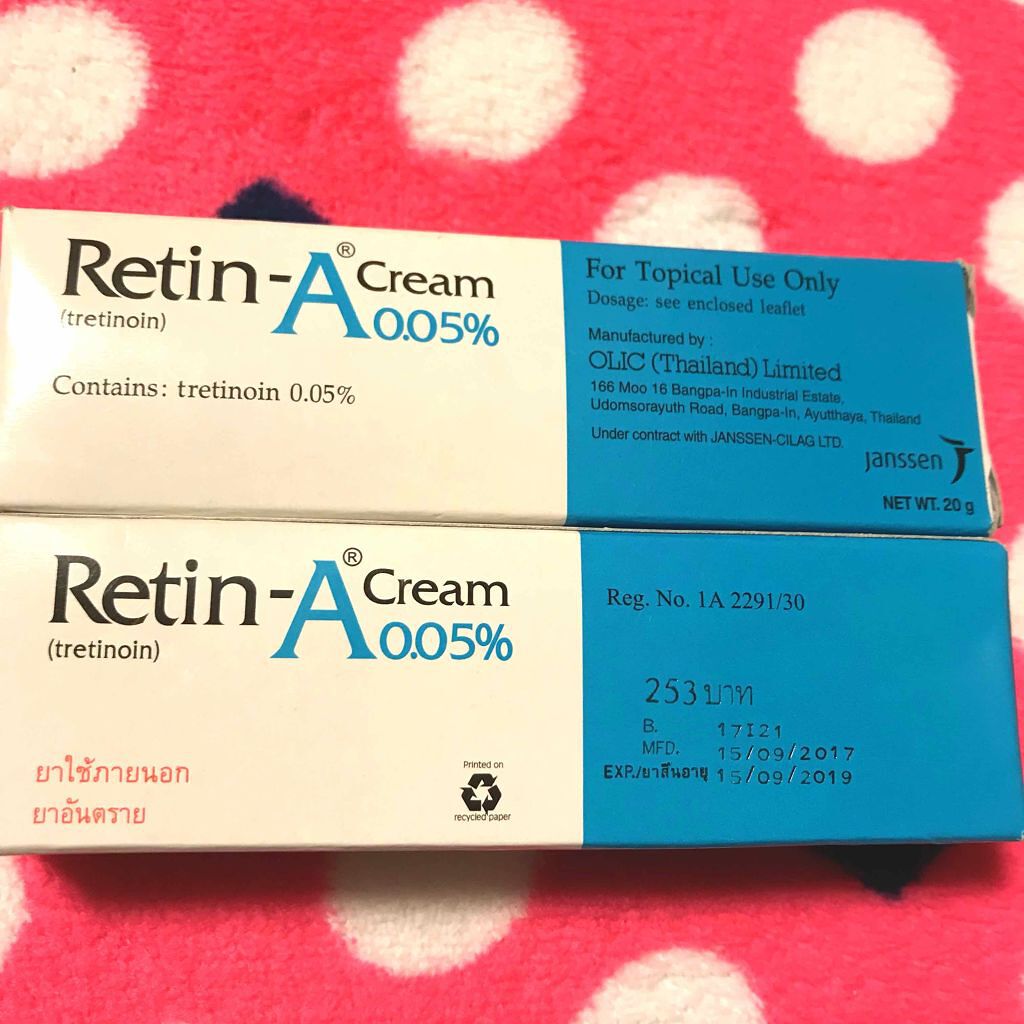 Retin-A® Cream
(tretinoin) 0.05%
Contains: tretinoin 0.05%
For Topical Use Only
Dosage: see enclosed leaflet
Manufactured by :
OLIC (Thailand) Limited
166 Moo 16 Bangpa-In Industrial Estate,
Udomsorayuth Road, Bangpa-In, Ayutthaya, Thailand
Under contract with JANSSEN-CILAG LTD.
janssen
NET WT. 20 g
Retin-A® Cream
(tretinoin) 0.05%
ยาใช้ภายนอก
ยาอันตราย
Printed on
recycled paper
Reg. No. 1A 2291/30
253 บาท
B. 17I21
MFD. 15/09/2017
EXP./ยาสิ้นอายุ 15/09/2019